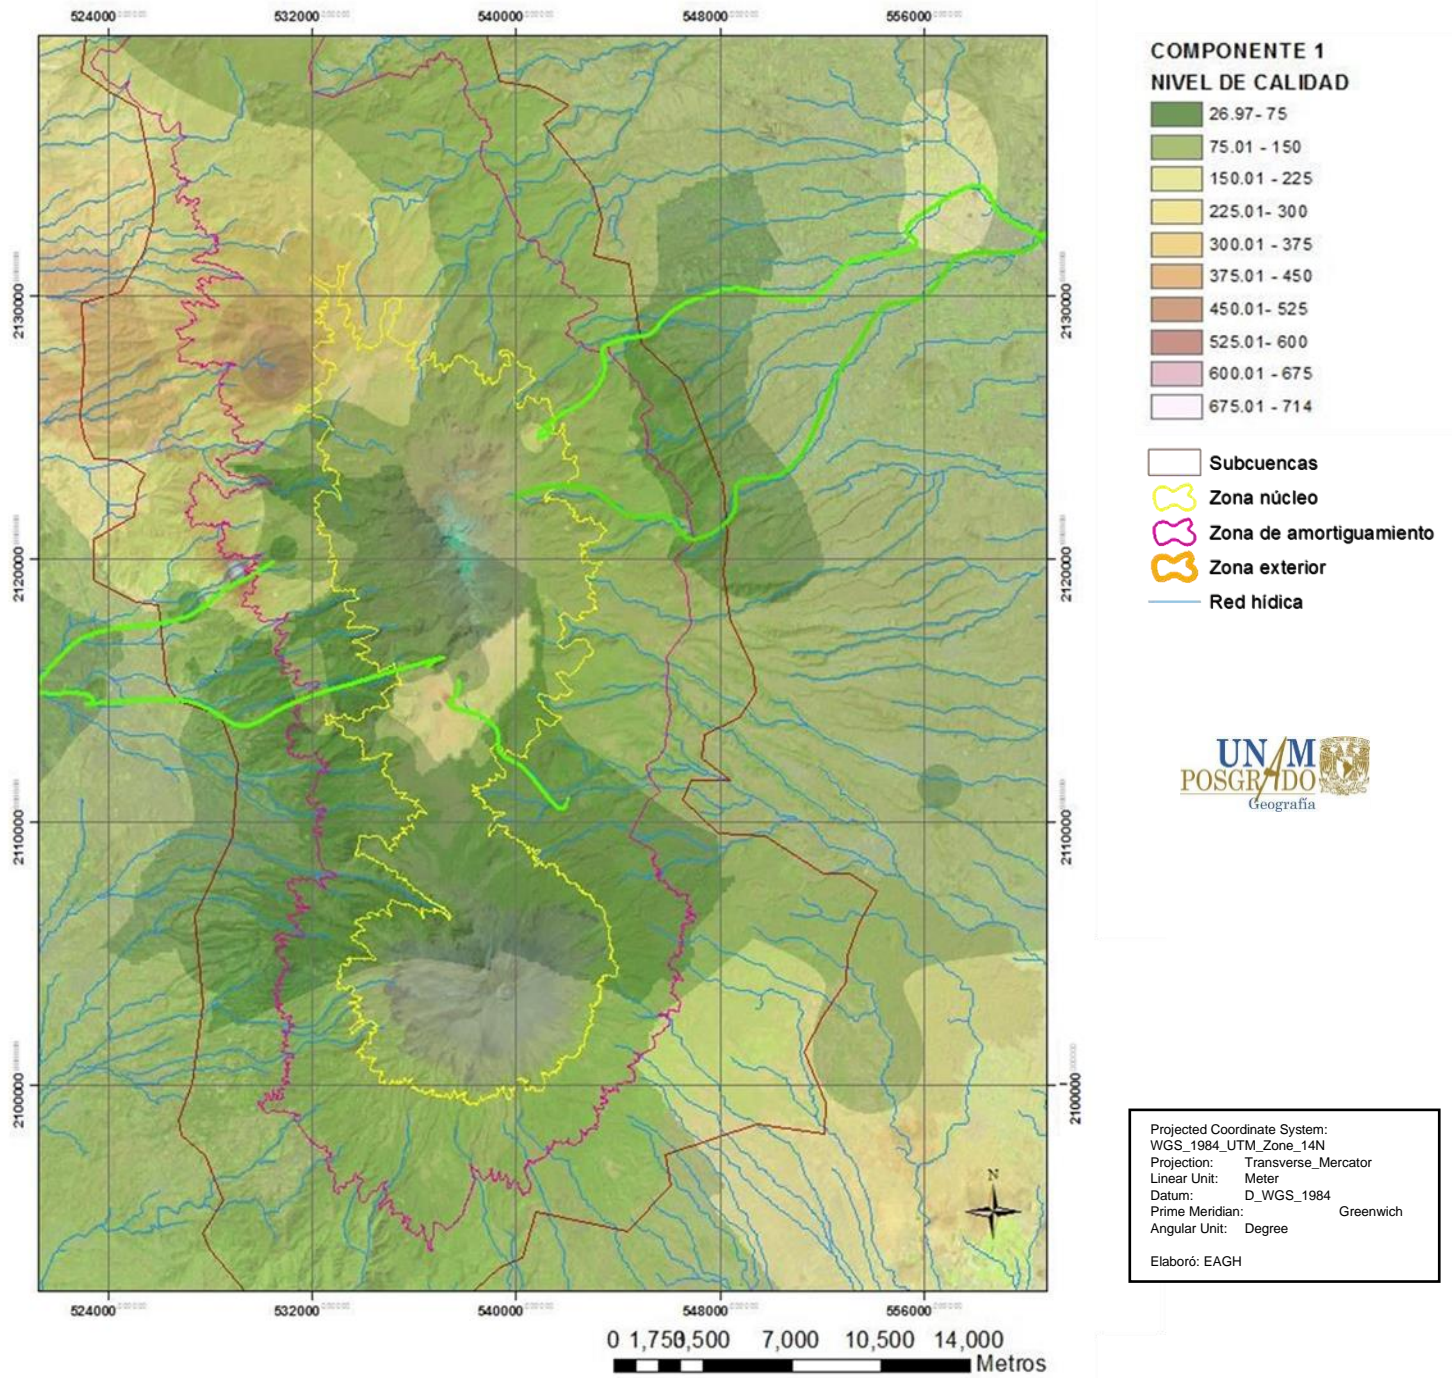 524000 532000 540000 548000 556000
2130000 2130000
2120000 2120000
2110000 2110000
2100000 2100000
N
524000 532000 540000 548000 556000
0 1,750 3,500 7,000 10,500 14,000
Metros
COMPONENTE 1
NIVEL DE CALIDAD
26.97- 75
75.01 - 150
150.01 - 225
225.01- 300
300.01 - 375
375.01 - 450
450.01- 525
525.01- 600
600.01 - 675
675.01 - 714
Subcuencas
Zona núcleo
Zona de amortiguamiento
Zona exterior
Red hídica
UNAM
POSGRADO
Geografía
Projected Coordinate System:
WGS_1984_UTM_Zone_14N
Projection: Transverse_Mercator
Linear Unit: Meter
Datum: D_WGS_1984
Prime Meridian: Greenwich
Angular Unit: Degree
Elaboró: EAGH